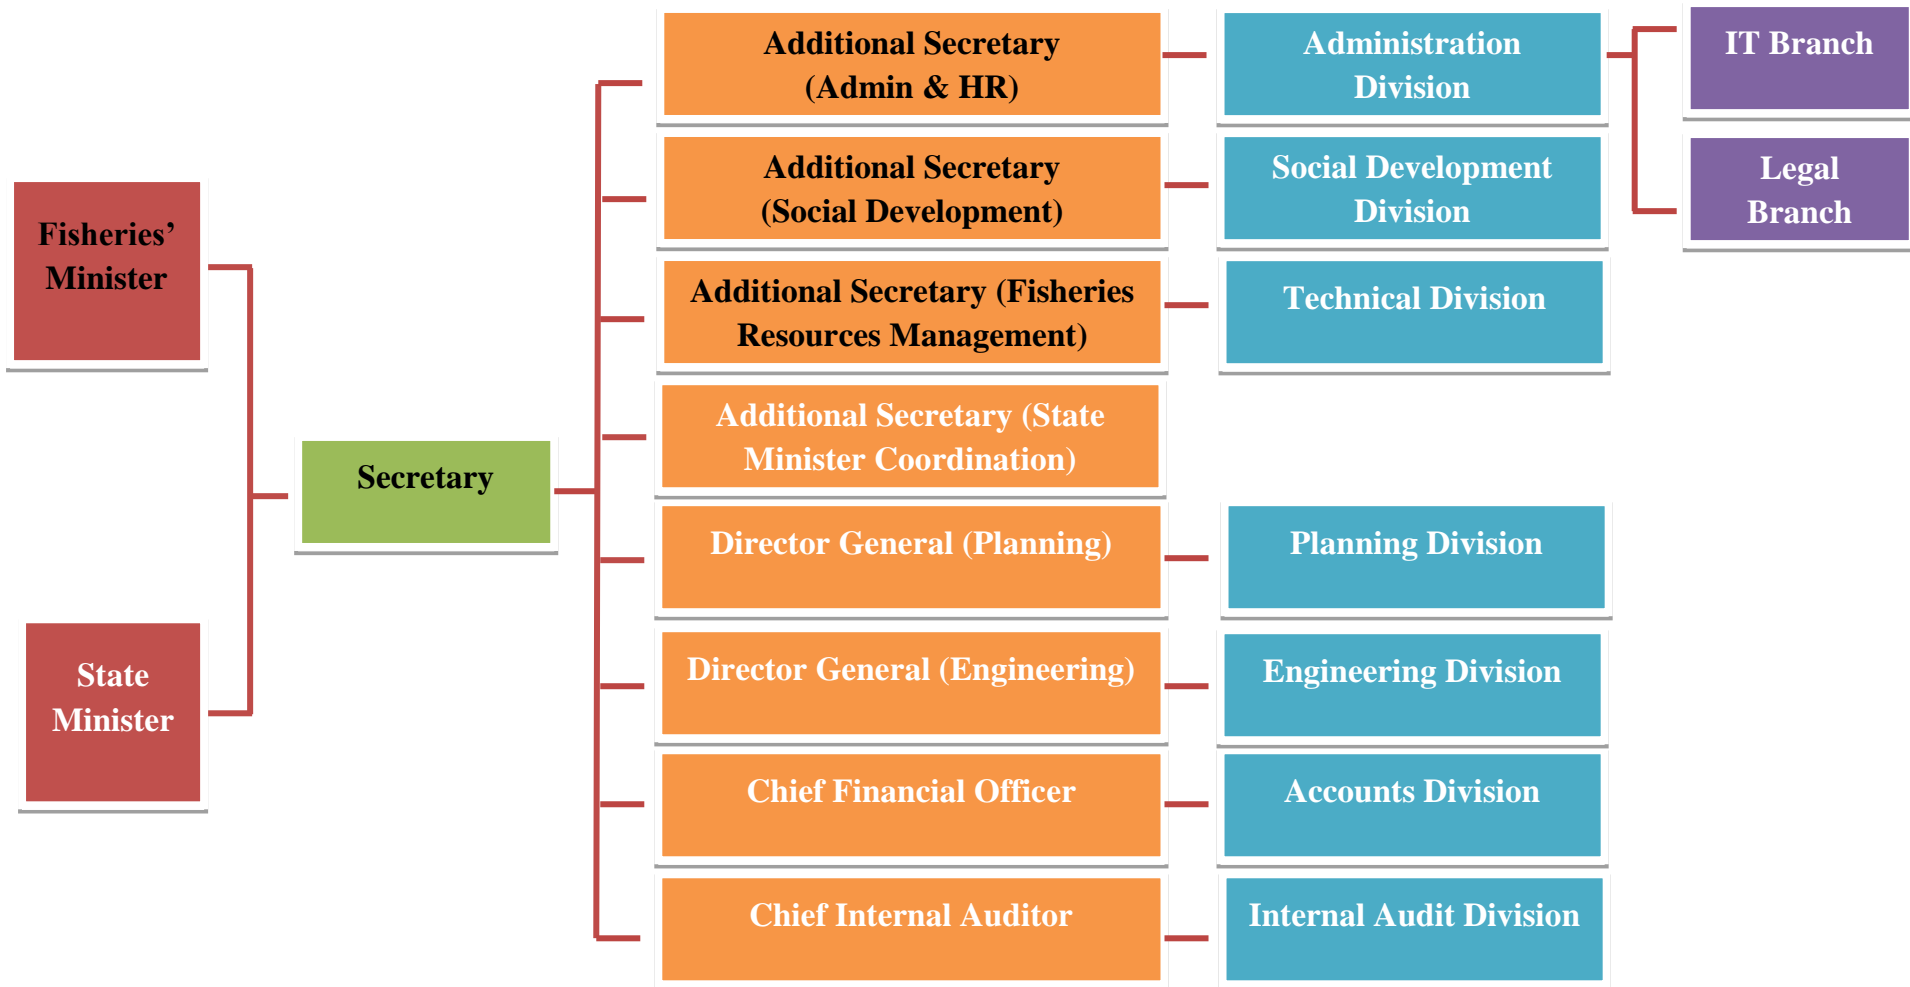 Fisheries’
Minister
State
Minister
Secretary
Additional Secretary
(Admin & HR)
Additional Secretary
(Social Development)
Additional Secretary (Fisheries
Resources Management)
Additional Secretary (State
Minister Coordination)
Director General (Planning)
Director General (Engineering)
Chief Financial Officer
Chief Internal Auditor
Administration
Division
Social Development
Division
Technical Division
Planning Division
Engineering Division
Accounts Division
Internal Audit Division
IT Branch
Legal
Branch